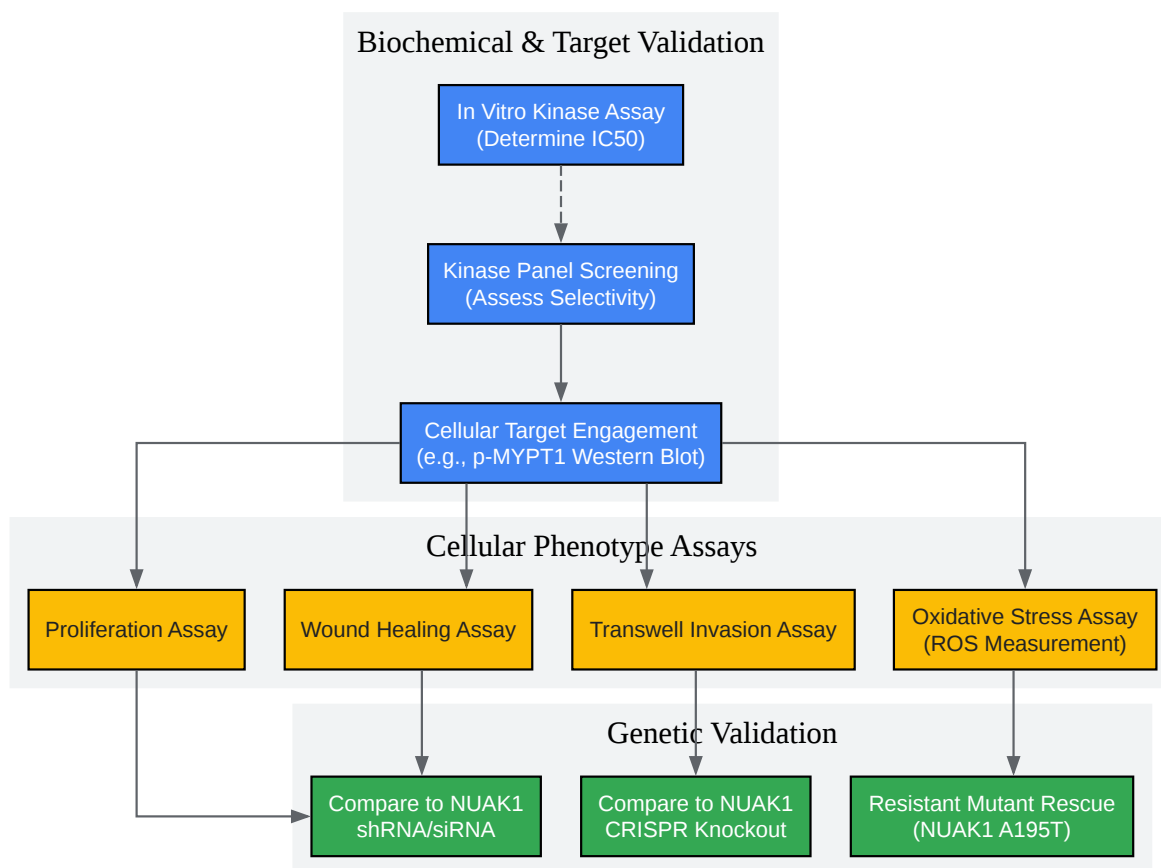 Biochemical & Target Validation
In Vitro Kinase Assay
(Determine IC50)
Kinase Panel Screening
(Assess Selectivity)
Cellular Target Engagement
(e.g., p-MYPT1 Western Blot)
Cellular Phenotype Assays
Proliferation Assay
Wound Healing Assay
Transwell Invasion Assay
Oxidative Stress Assay
(ROS Measurement)
Genetic Validation
Compare to NUAK1
shRNA/siRNA
Compare to NUAK1
CRISPR Knockout
Resistant Mutant Rescue
(NUAK1 A195T)